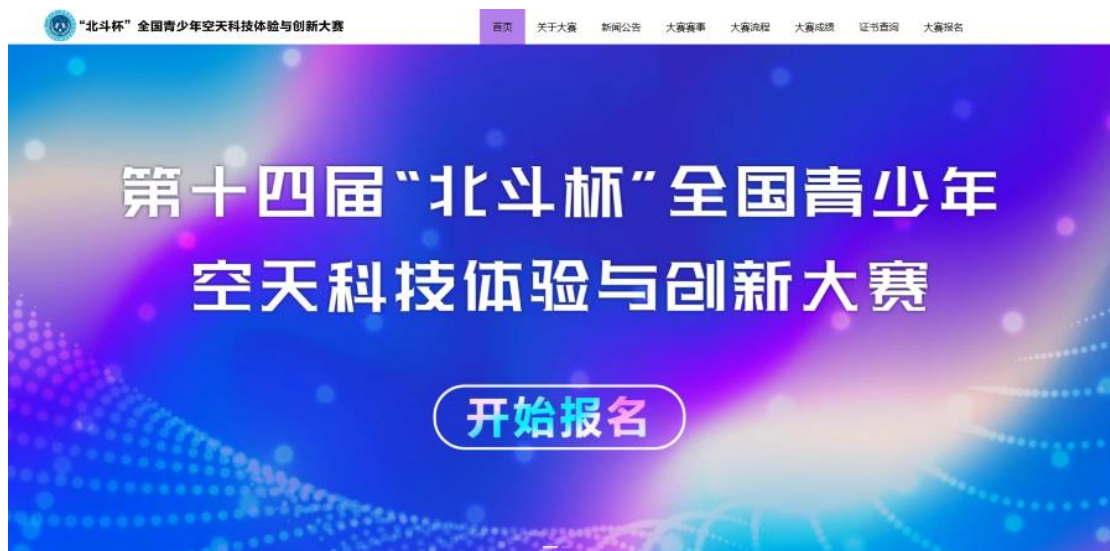 “北斗杯”全国青少年空天科技体验与创新大赛
首页 关于大赛 新闻公告 大赛赛事 大赛流程 大赛成绩 证书查询 大赛报名
第十四届“北斗杯”全国青少年
空天科技体验与创新大赛
开始报名